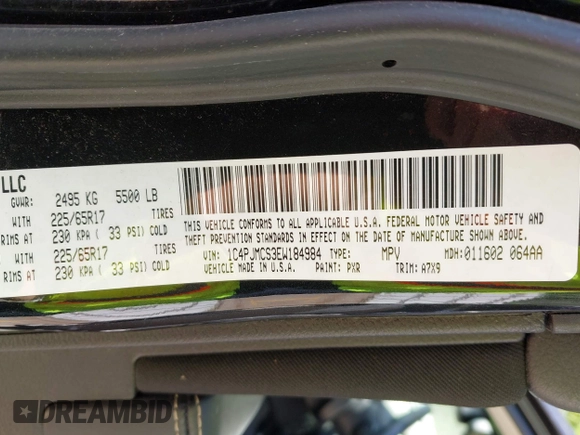 LLC
GVWR: 2495 KG 5500 LB
WITH 225/65R17 TIRES
RIMS AT 230 KPA ( 33 PSI) COLD
WITH 225/65R17 TIRES
RIMS AT 230 KPA ( 33 PSI) COLD
THIS VEHICLE CONFORMS TO ALL APPLICABLE U.S.A. FEDERAL MOTOR VEHICLE SAFETY AND
THEFT PREVENTION STANDARDS IN EFFECT ON THE DATE OF MANUFACTURE SHOWN ABOVE.
VIN: 1C4PJMCS3EW184984 TYPE: MPV MDH: 011602 064AA
VEHICLE MADE IN U.S.A. PAINT: PXR TRIM: A7X9
DREAMBID